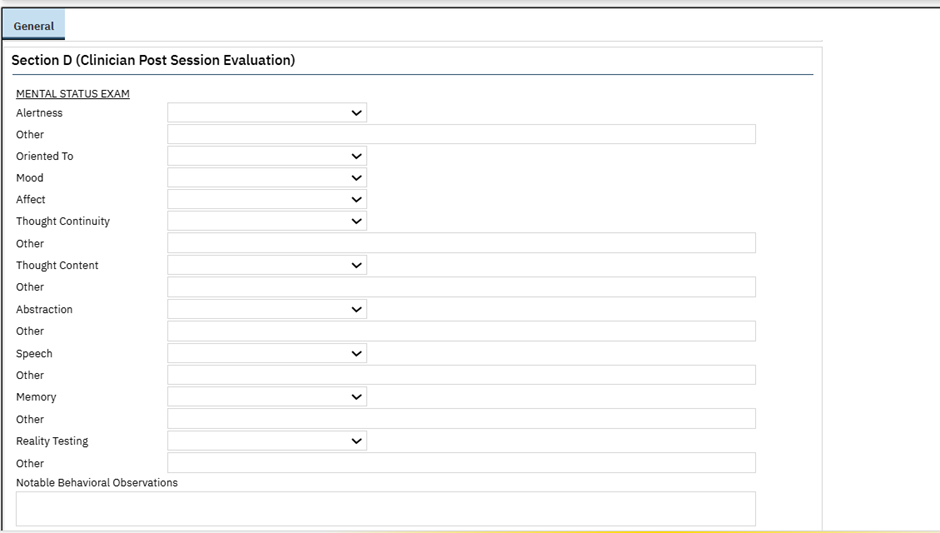 General
Section D (Clinician Post Session Evaluation)
MENTAL STATUS EXAM
Alertness
Other
Oriented To
Mood
Affect
Thought Continuity
Other
Thought Content
Other
Abstraction
Other
Speech
Other
Memory
Other
Reality Testing
Other
Notable Behavioral Observations